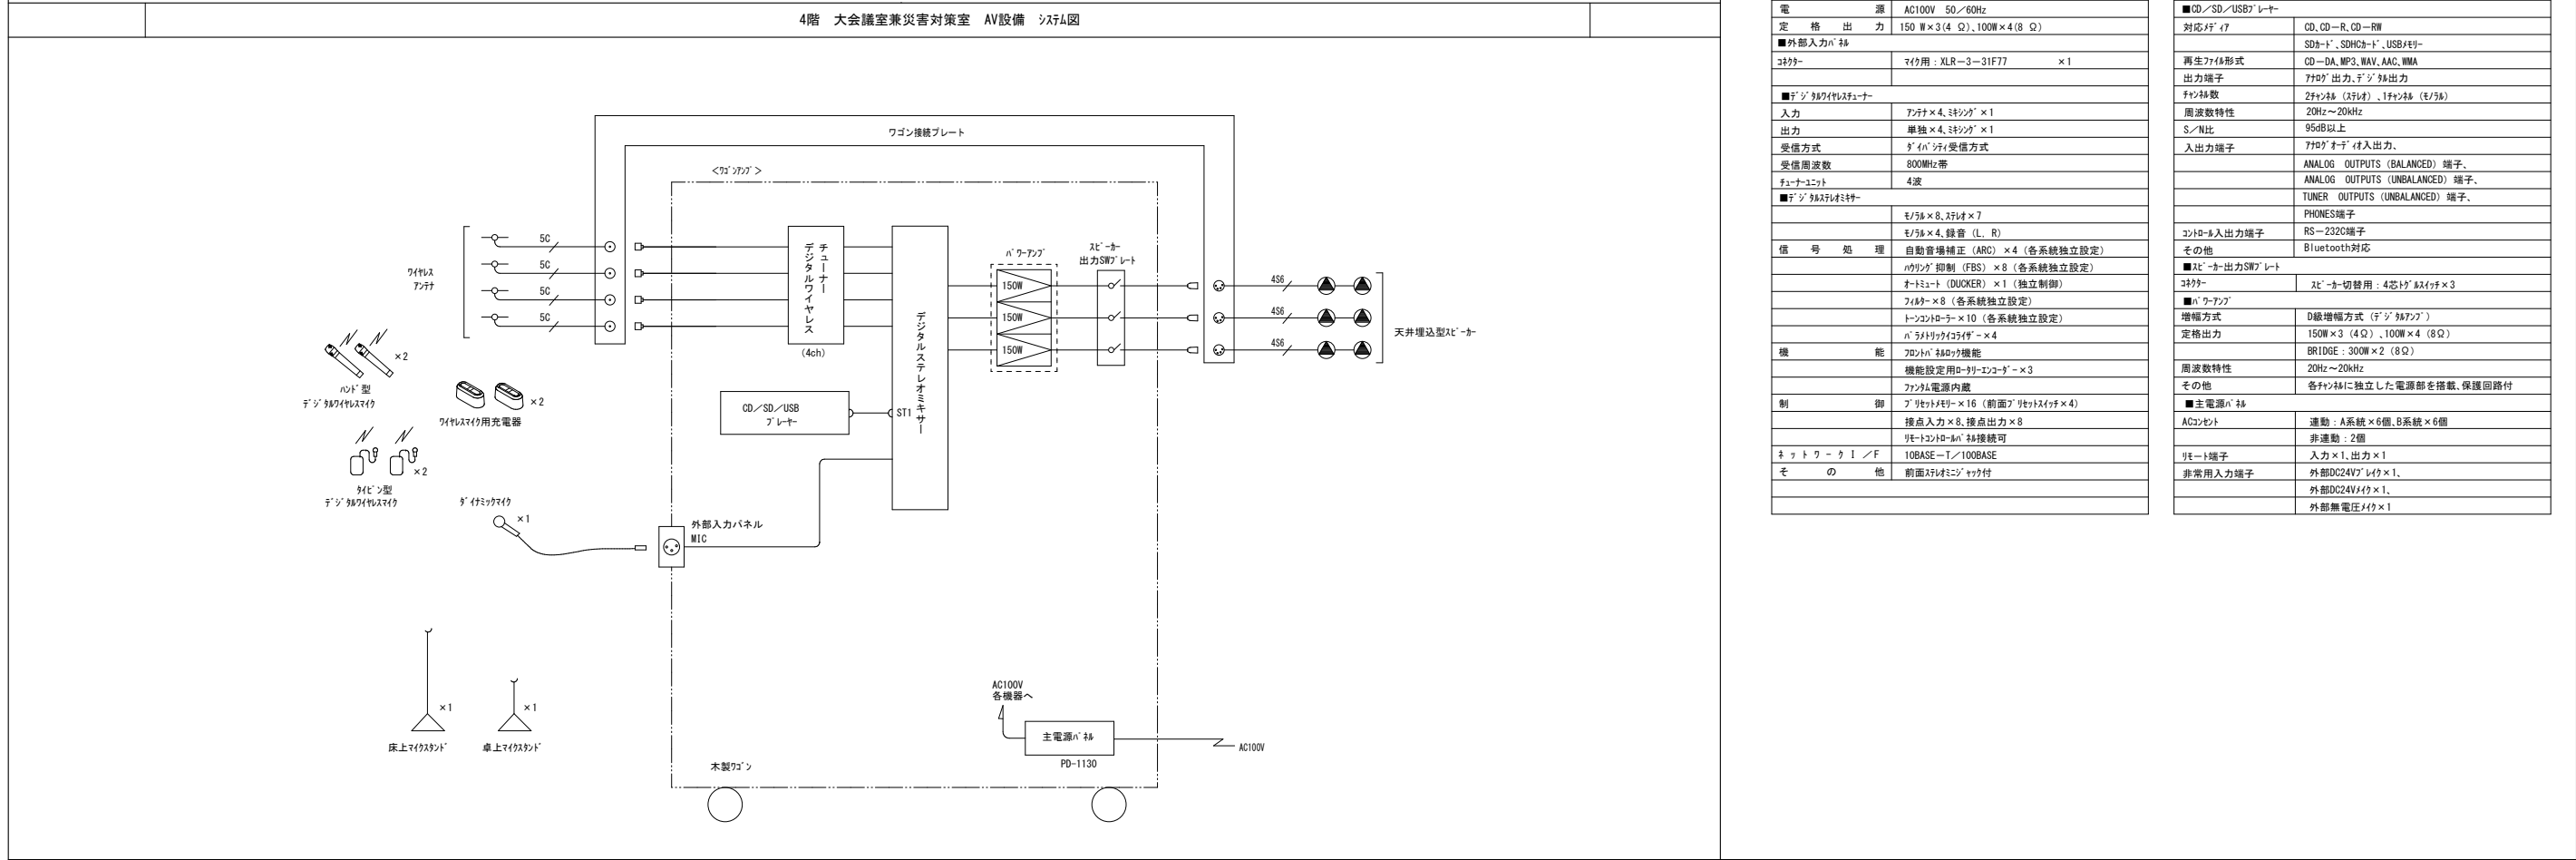 4階 大会議室兼災害対策室 AV設備 ｼｽﾃﾑ図
ワゴン接続プレート
＜ﾜｺﾞﾝｱﾝﾌﾟ＞
ワイヤレス
アンテナ
5C
5C
5C
5C
デジタルワイヤレス
チューナー
(4ch)
デジタルステレオミキサー
ﾊﾟﾜｰｱﾝﾌﾟ
150W
150W
150W
ｽﾋﾟｰｶｰ
出力SWﾌﾟﾚｰﾄ
4S6
4S6
4S6
天井埋込型ｽﾋﾟｰｶｰ
×2
ﾊﾝﾄﾞ型
ﾃﾞｼﾞﾀﾙﾜｲﾔﾚｽﾏｲｸ
×2
ﾜｲﾔﾚｽﾏｲｸ用充電器
×2
ﾀｲﾋﾟﾝ型
ﾃﾞｼﾞﾀﾙﾜｲﾔﾚｽﾏｲｸ
CD／SD／USB
ﾌﾟﾚｰﾔｰ
ST1
ﾀﾞｲﾅﾐックﾏｲｸ
×1
外部入力パネル
MIC
×1
床上ﾏｲｸｽﾀﾝﾄﾞ
×1
卓上ﾏｲｸｽﾀﾝﾄﾞ
AC100V
各機器へ
主電源ﾊﾟﾈﾙ
PD-1130
AC100V
木製ﾜｺﾞﾝ
電源 AC100V 50／60Hz
定格出力 150 W×3(4 Ω)､100W×4(8 Ω)
■外部入力ﾊﾟﾈﾙ
ｺﾈｸﾀｰ ﾏｲｸ用：XLR－3－31F77 ×1
■ﾃﾞｼﾞﾀﾙﾜｲﾔﾚｽﾁｭｰﾅｰ
入力 ｱﾝﾃﾅ×4､ﾐｷｼﾝｸﾞ×1
出力 単独×4､ﾐｷｼﾝｸﾞ×1
受信方式 ﾀﾞｲﾊﾞｼﾃｨ受信方式
受信周波数 800MHz帯
ﾁｭｰﾅｰﾕﾆｯﾄ 4波
■ﾃﾞｼﾞﾀﾙｽﾃﾚｵﾐｷｻｰ
ﾓﾉﾗﾙ×8､ｽﾃﾚｵ×7
ﾓﾉﾗﾙ×4､録音（L．R）
信号処理 自動音場補正（ARC）×4（各系統独立設定）
ﾊｳﾘﾝｸﾞ抑制（FBS）×8（各系統独立設定）
ｵｰﾄﾐｭｰﾄ（DUCKER）×1（独立制御）
ﾌｨﾙﾀｰ×8（各系統独立設定）
ﾄｰﾝｺﾝﾄﾛｰﾗｰ×10（各系統独立設定）
ﾊﾟﾗﾒﾄﾘｯｸｲｺﾗｲｻﾞｰ×4
機能 ﾌﾛﾝﾄﾊﾟﾈﾙﾛｯｸ機能
機能設定用ﾛｰﾀﾘｰｴﾝｺｰﾀﾞｰ×3
ﾌｧﾝﾀﾑ電源内蔵
制御 ﾌﾟﾘｾｯﾄﾒﾓﾘｰ×16（前面ﾌﾟﾘｾｯﾄｽｲｯﾁ×4）
接点入力×8､接点出力×8
ﾘﾓｰﾄｺﾝﾄﾛｰﾙﾊﾟﾈﾙ接続可
ネットワークI／F 10BASE－T／100BASE
その他 前面ｽﾃﾚｵﾐﾆｼﾞｬｯｸ付
■CD／SD／USBﾌﾟﾚｰﾔｰ
対応ﾒﾃﾞｨｱ CD､CD－R､CD－RW
SDｶｰﾄﾞ､SDHCｶｰﾄﾞ､USBﾒﾓﾘｰ
再生ﾌｧｲﾙ形式 CD－DA､MP3､WAV､AAC､WMA
出力端子 ｱﾅﾛｸﾞ出力､ﾃﾞｼﾞﾀﾙ出力
ﾁｬﾝﾈﾙ数 2ﾁｬﾝﾈﾙ（ｽﾃﾚｵ）､1ﾁｬﾝﾈﾙ（ﾓﾉﾗﾙ）
周波数特性 20Hz～20kHz
S／N比 95dB以上
入出力端子 ｱﾅﾛｸﾞｵｰﾃﾞｨｵ入出力､
ANALOG OUTPUTS（BALANCED）端子､
ANALOG OUTPUTS（UNBALANCED）端子､
TUNER OUTPUTS（UNBALANCED）端子､
PHONES端子
ｺﾝﾄﾛｰﾙ入出力端子 RS－232C端子
その他 Bluetooth対応
■ｽﾋﾟｰｶｰ出力SWﾌﾟﾚｰﾄ
ｺﾈｸﾀｰ ｽﾋﾟｰｶｰ切替用：4芯ﾄｸﾞﾙｽｲｯﾁ×3
■ﾊﾟﾜｰｱﾝﾌﾟ
増幅方式 D級増幅方式（ﾃﾞｼﾞﾀﾙｱﾝﾌﾟ）
定格出力 150W×3（4Ω）､100W×4（8Ω）
BRIDGE：300W×2（8Ω）
周波数特性 20Hz～20kHz
その他 各ﾁｬﾝﾈﾙに独立した電源部を搭載､保護回路付
■主電源ﾊﾟﾈﾙ
ACｺﾝｾﾝﾄ 連動：A系統×6個､B系統×6個
非連動：2個
ﾘﾓｰﾄ端子 入力×1､出力×1
非常用入力端子 外部DC24Vﾌﾞﾚｲｸ×1､
外部DC24Vﾒｲｸ×1､
外部無電圧ﾒｲｸ×1